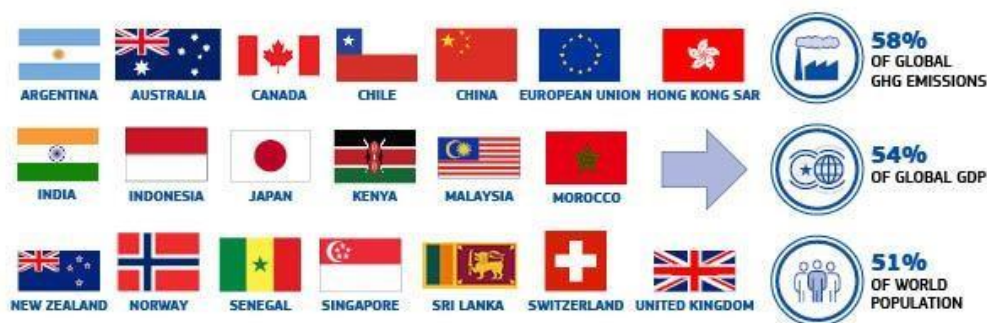 ARGENTINA AUSTRALIA CANADA CHILE CHINA EUROPEAN UNION HONG KONG SAR
58%
OF GLOBAL
GHG EMISSIONS
INDIA INDONESIA JAPAN KENYA MALAYSIA MOROCCO
54%
OF GLOBAL GDP
NEW ZEALAND NORWAY SENEGAL SINGAPORE SRI LANKA SWITZERLAND UNITED KINGDOM
51%
OF WORLD
POPULATION